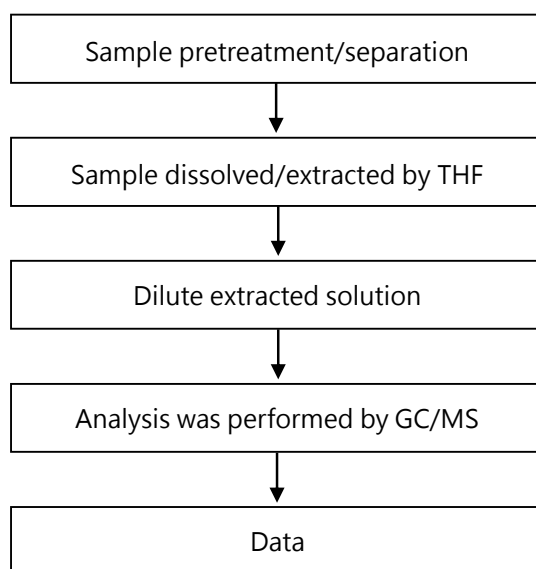 Sample pretreatment/separation
Sample dissolved/extracted by THF
Dilute extracted solution
Analysis was performed by GC/MS
Data